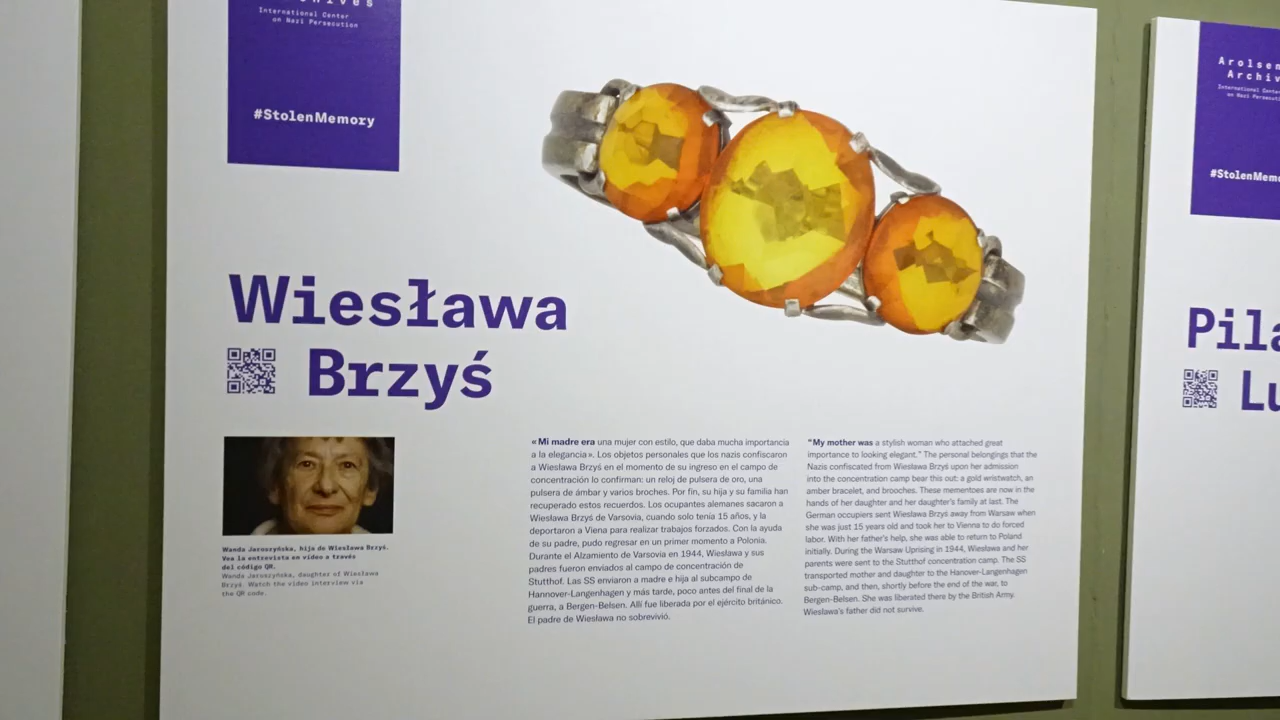 International Center
on Nazi Persecution
#StolenMemory
Wiesława
Brzyś
Wanda Jaroszyńska, hija de Wiesława Brzyś.
Vea la entrevista en vídeo a través
del código QR.
Wanda Jaroszyńska, daughter of Wiesława
Brzyś. Watch the video interview via
the QR code.
«Mi madre era una mujer con estilo, que daba mucha importancia
a la elegancia». Los objetos personales que los nazis confiscaron
a Wiesława Brzyś en el momento de su ingreso en el campo de
concentración lo confirman: un reloj de pulsera de oro, una
pulsera de ámbar y varios broches. Por fin, su hija y su familia han
recuperado estos recuerdos. Los ocupantes alemanes sacaron a
Wiesława Brzyś de Varsovia, cuando solo tenía 15 años, y la
deportaron a Viena para realizar trabajos forzados. Con la ayuda
de su padre, pudo regresar en un primer momento a Polonia.
Durante el Alzamiento de Varsovia en 1944, Wiesława y sus
padres fueron enviados al campo de concentración de
Stutthof. Las SS enviaron a madre e hija al subcampo de
Hannover-Langenhagen y más tarde, poco antes del final de la
guerra, a Bergen-Belsen. Allí fue liberada por el ejército británico.
El padre de Wiesława no sobrevivió.
"My mother was a stylish woman who attached great
importance to looking elegant." The personal belongings that the
Nazis confiscated from Wiesława Brzyś upon her admission
into the concentration camp bear this out: a gold wristwatch, an
amber bracelet, and brooches. These mementoes are now in the
hands of her daughter and her daughter's family at last. The
German occupiers sent Wiesława Brzyś away from Warsaw when
she was just 15 years old and took her to Vienna to do forced
labor. With her father's help, she was able to return to Poland
initially. During the Warsaw Uprising in 1944, Wiesława and her
parents were sent to the Stutthof concentration camp. The SS
transported mother and daughter to the Hanover-Langenhagen
sub-camp, and then, shortly before the end of the war, to
Bergen-Belsen. She was liberated there by the British Army.
Wiesława's father did not survive.
Arolsen
Archiv
International Cente
on Nazi Persecut
#StolenMemo
Pila
Lu